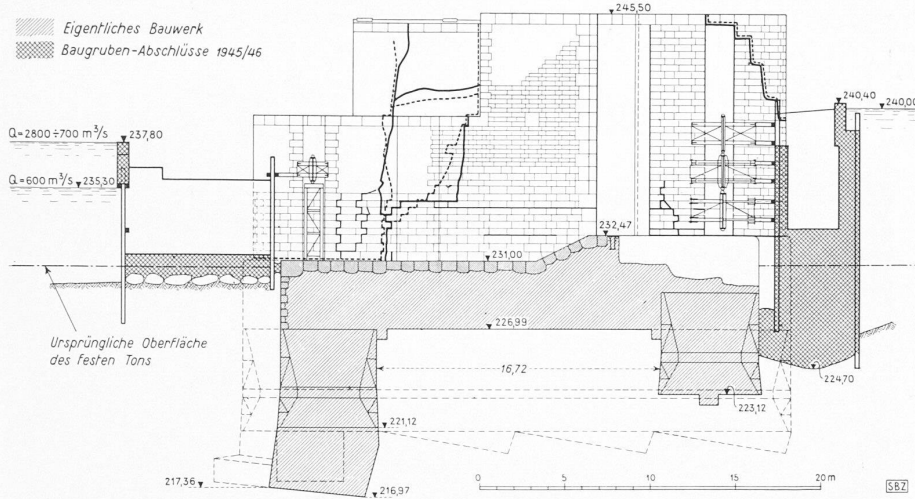 Eigentliches Bauwerk
Baugruben-Abschlüsse 1945/46
245,50
240,40
240,00
Q=2800÷700 m³/s
237,80
Q=600 m³/s
235,30
232,47
231,00
226,99
Ursprüngliche Oberfläche
des festen Tons
16,72
224,70
223,12
221,12
217,36
216,97
0
5
10
15
20 m
SBZ